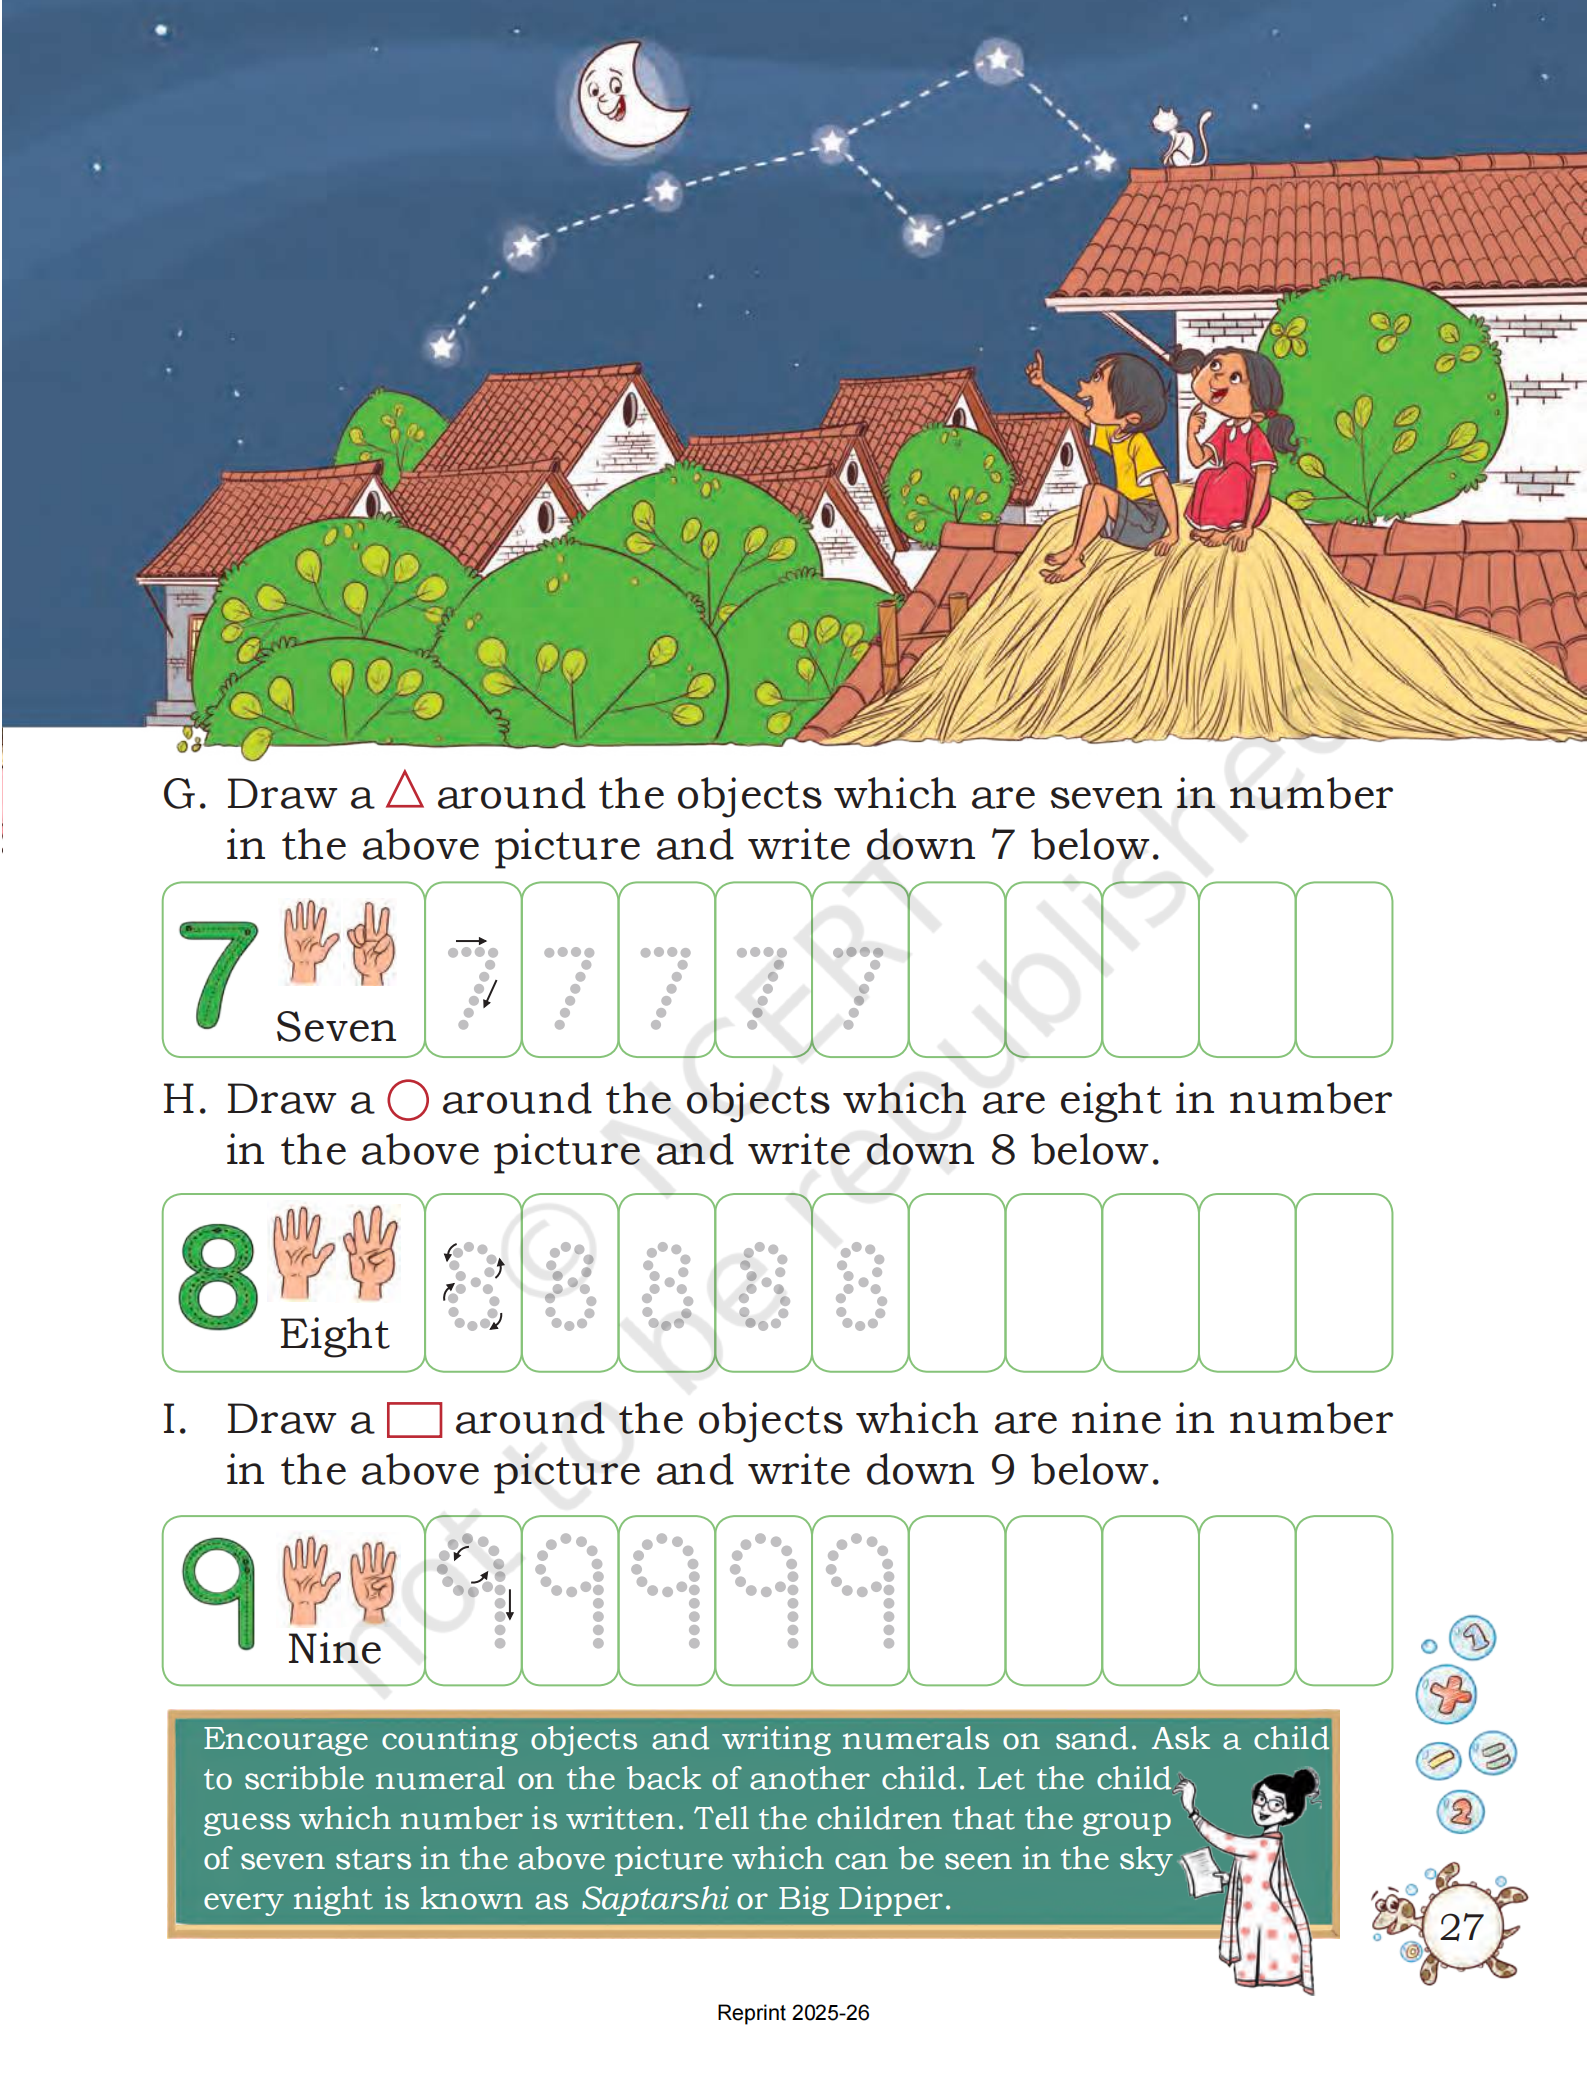 G. Draw a △ around the objects which are seven in number
in the above picture and write down 7 below.
7 7 7 7 7 7
Seven
H. Draw a ○ around the objects which are eight in number
in the above picture and write down 8 below.
8 8 8 8 8 8
Eight
I. Draw a ▭ around the objects which are nine in number
in the above picture and write down 9 below.
9 9 9 9 9 9
Nine
Encourage counting objects and writing numerals on sand. Ask a child
to scribble numeral on the back of another child. Let the child
guess which number is written. Tell the children that the group
of seven stars in the above picture which can be seen in the sky
every night is known as Saptarshi or Big Dipper.
1
+
−
=
2
27
© NCERT
not to be republished
Reprint 2025-26